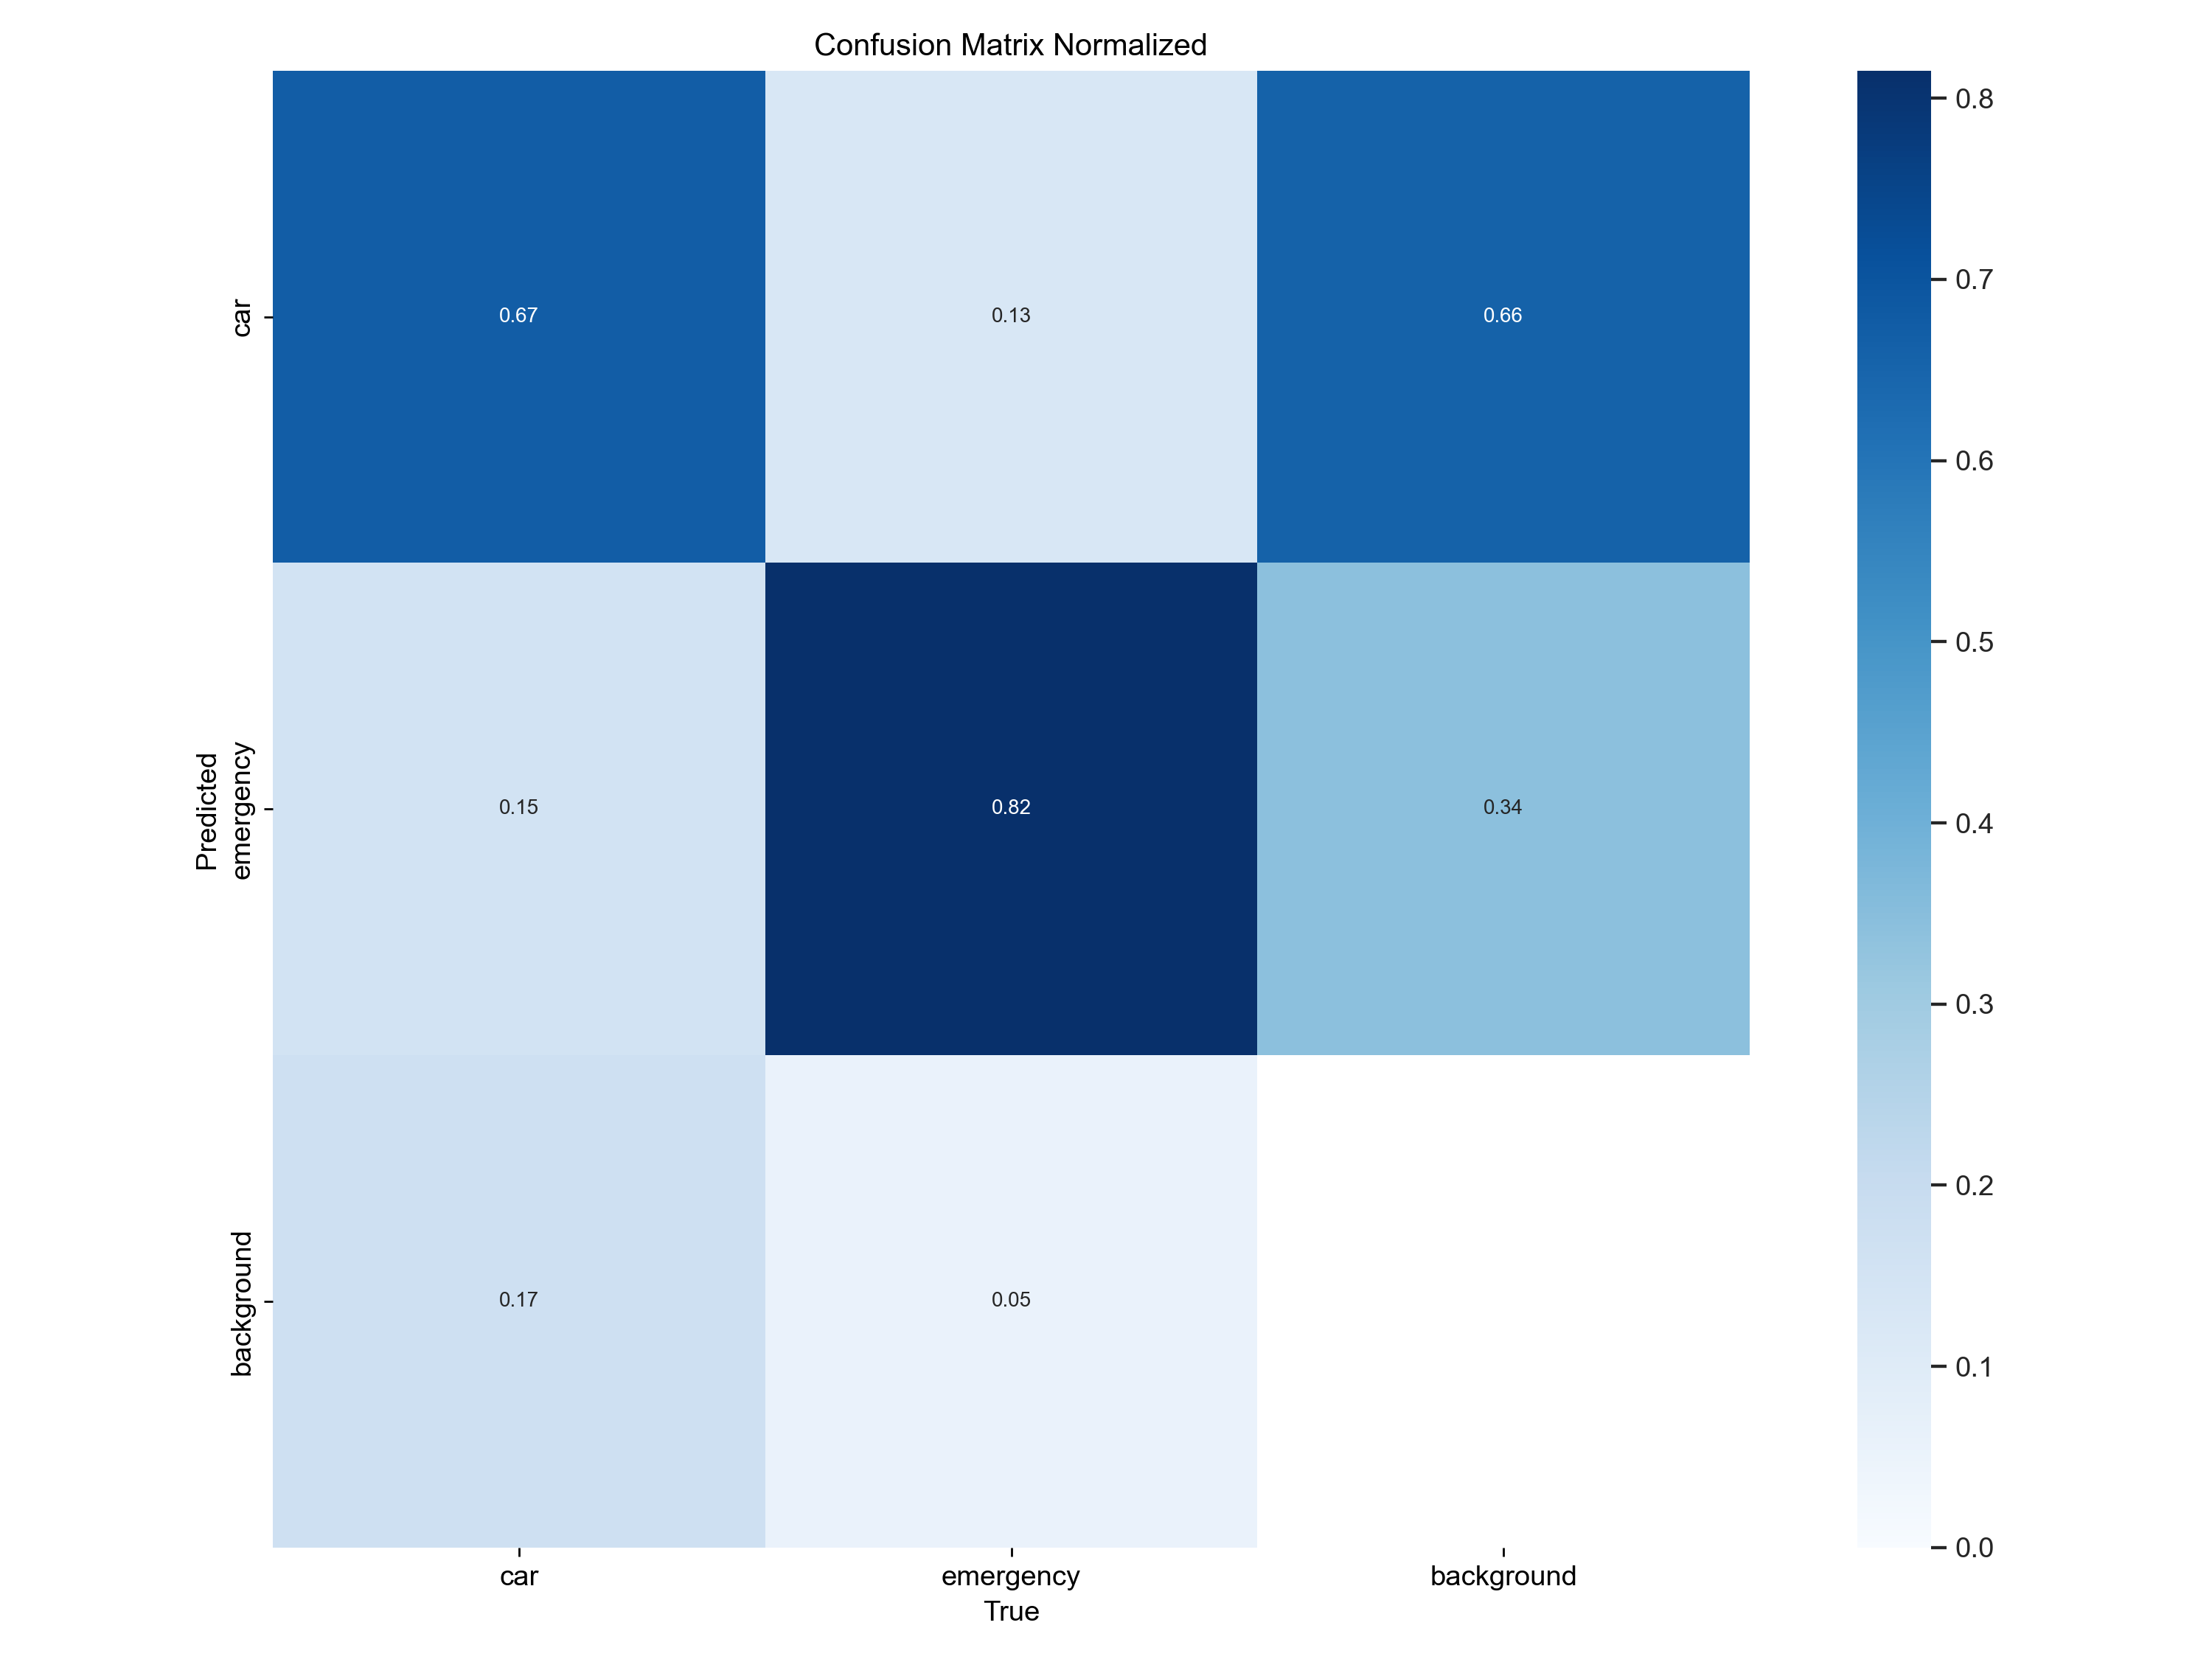 Confusion Matrix Normalized
car
0.67
0.13
0.66
Predicted
emergency
0.15
0.82
0.34
background
0.17
0.05
car
emergency
background
True
0.8
0.7
0.6
0.5
0.4
0.3
0.2
0.1
0.0